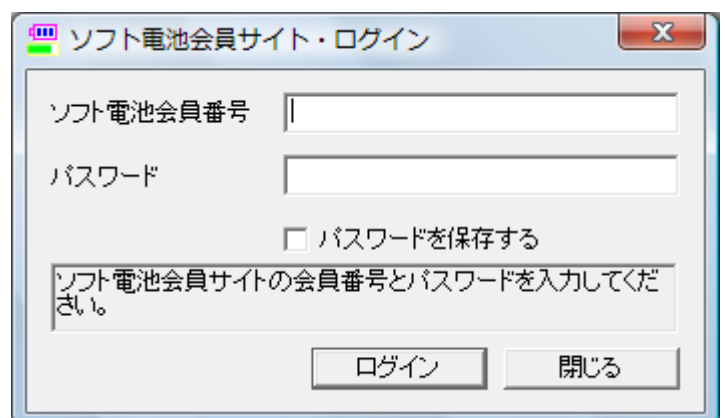 ソフト電池会員サイト・ログイン
ソフト電池会員番号
パスワード
パスワードを保存する
ソフト電池会員サイトの会員番号とパスワードを入力してくだ
さい。
ログイン
閉じる